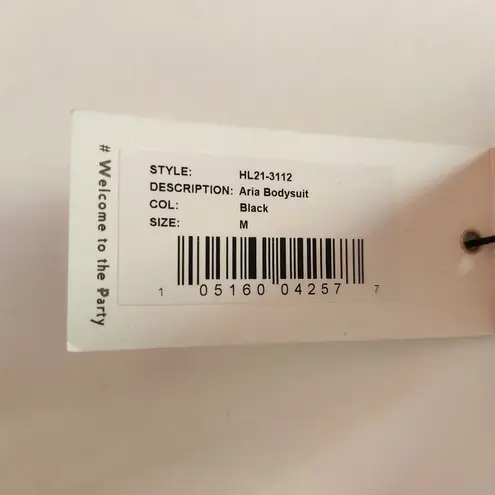 # Welcome to the Party
STYLE: HL21-3112
DESCRIPTION: Aria Bodysuit
COL: Black
SIZE: M
1 05160 04257 7